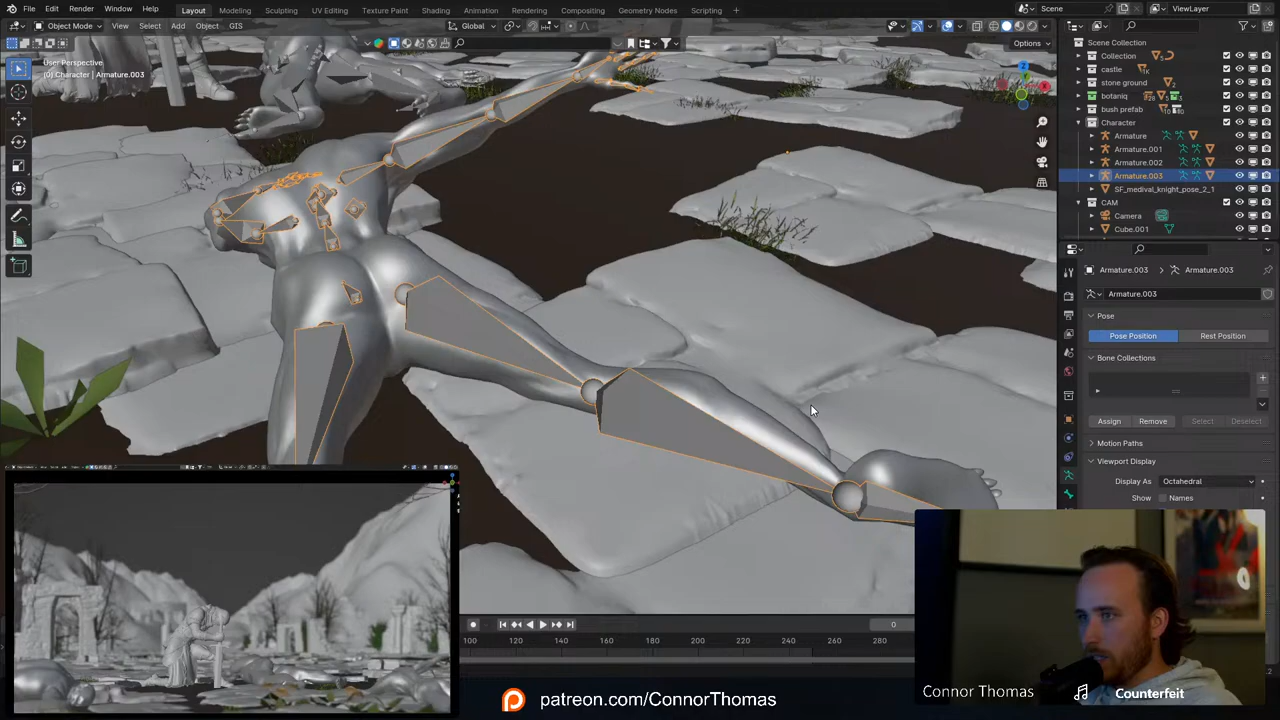 File Edit Render Window Help Layout Modeling Sculpting UV Editing Texture Paint Shading Animation Rendering Compositing Geometry Nodes Scripting Scene ViewLayer
Object Mode View Select Add Object GIS Global
Options
User Perspective
(0) Character | Armature.003
Scene Collection
Collection
castle
stone ground
botaniq
bush prefab
Character
Armature
Armature.001
Armature.002
Armature.003
SF_medival_knight_pose_2_1
CAM
Camera
Cube.001
Armature.003 Armature.003
Armature.003
Pose
Pose Position Rest Position
Bone Collections
Assign Remove Select Deselect
Motion Paths
Viewport Display
Display As Octahedral
Show Names
0
100 120 140 160 180 200 220 240 260 280
patreon.com/ConnorThomas
Connor Thomas Counterfeit